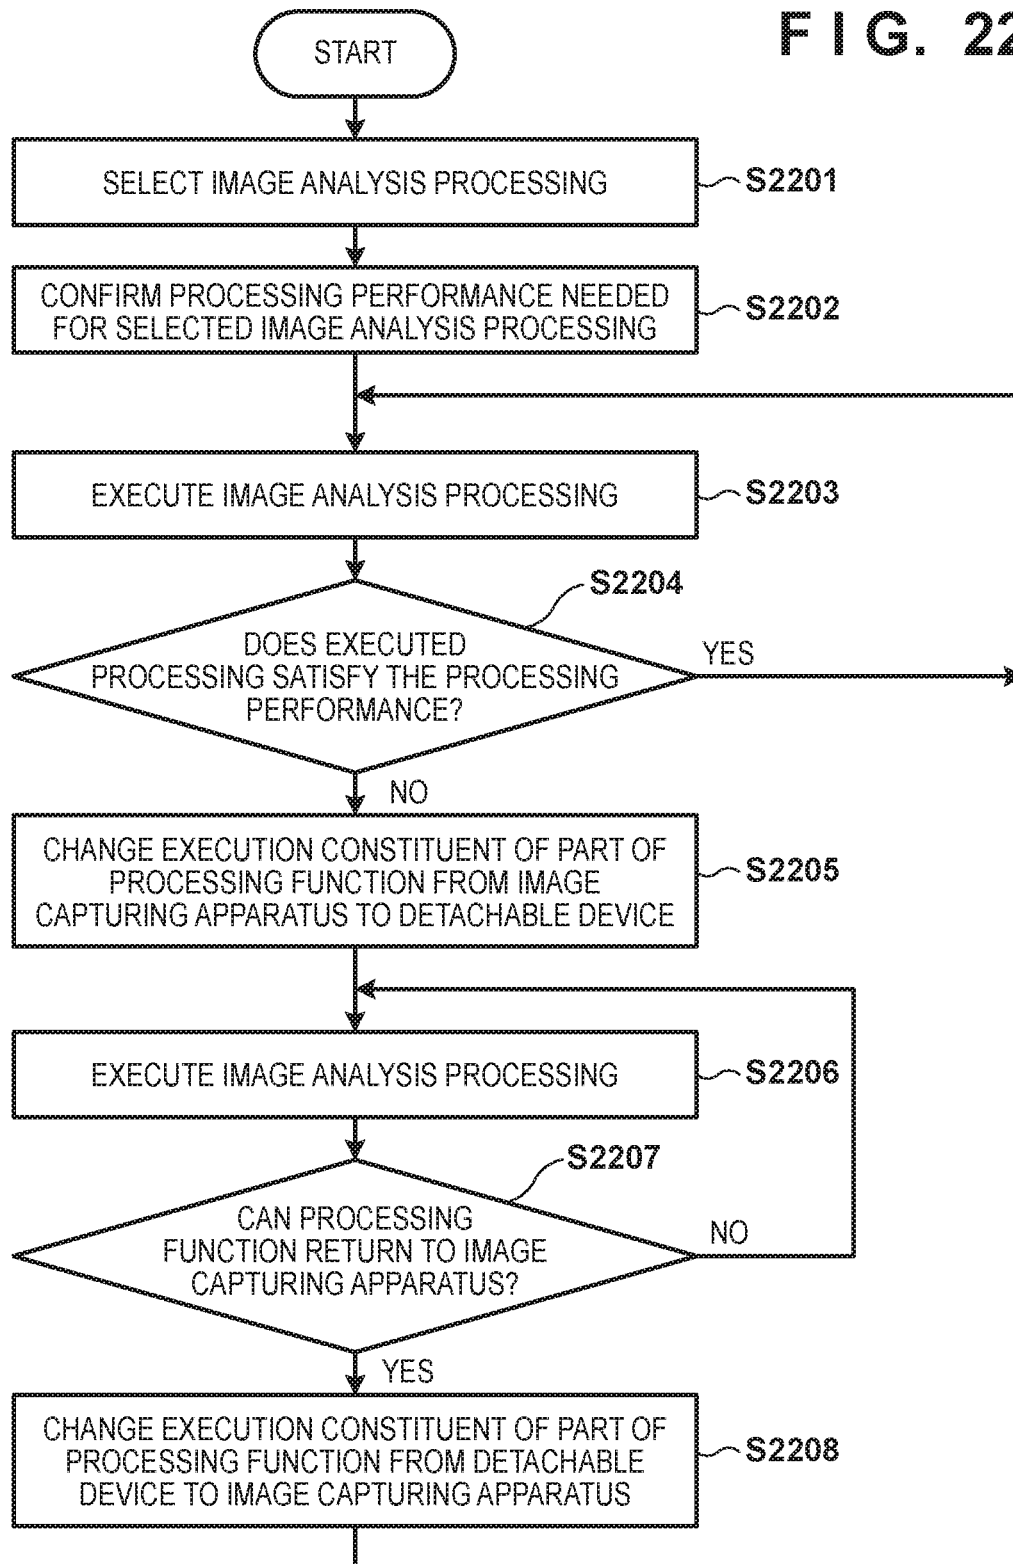 FIG. 22
START
SELECT IMAGE ANALYSIS PROCESSING
S2201
CONFIRM PROCESSING PERFORMANCE NEEDED
FOR SELECTED IMAGE ANALYSIS PROCESSING
S2202
EXECUTE IMAGE ANALYSIS PROCESSING
S2203
S2204
DOES EXECUTED
PROCESSING SATISFY THE PROCESSING
PERFORMANCE?
YES
NO
CHANGE EXECUTION CONSTITUENT OF PART OF
PROCESSING FUNCTION FROM IMAGE
CAPTURING APPARATUS TO DETACHABLE DEVICE
S2205
EXECUTE IMAGE ANALYSIS PROCESSING
S2206
S2207
CAN PROCESSING
FUNCTION RETURN TO IMAGE
CAPTURING APPARATUS?
NO
YES
CHANGE EXECUTION CONSTITUENT OF PART OF
PROCESSING FUNCTION FROM DETACHABLE
DEVICE TO IMAGE CAPTURING APPARATUS
S2208